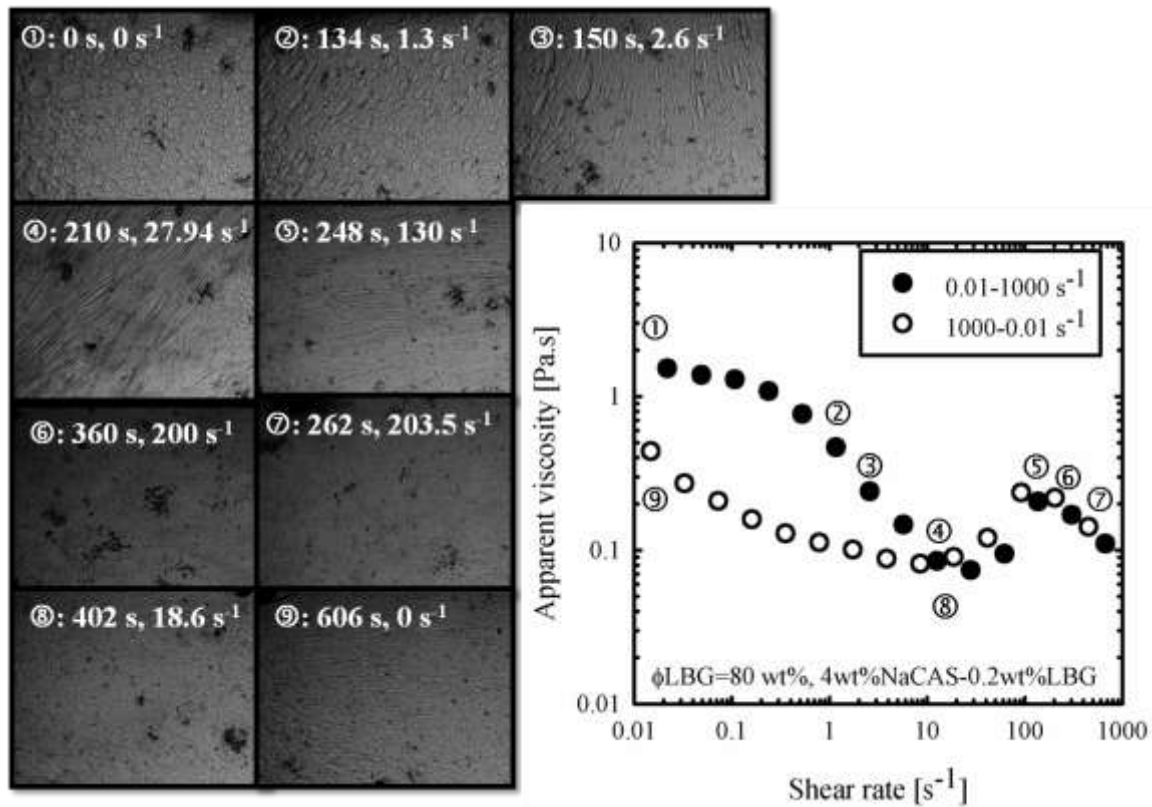 ①: 0 s, 0 s⁻¹
②: 134 s, 1.3 s⁻¹
③: 150 s, 2.6 s⁻¹
④: 210 s, 27.94 s⁻¹
⑤: 248 s, 130 s⁻¹
⑥: 360 s, 200 s⁻¹
⑦: 262 s, 203.5 s⁻¹
⑧: 402 s, 18.6 s⁻¹
⑨: 606 s, 0 s⁻¹
Apparent viscosity [Pa.s]
10
1
0.1
0.01
0.01-1000 s⁻¹
1000-0.01 s⁻¹
①
②
③
④
⑤
⑥
⑦
⑧
⑨
ϕLBG=80 wt%, 4wt%NaCAS-0.2wt%LBG
0.01 0.1 1 10 100 1000
Shear rate [s⁻¹]